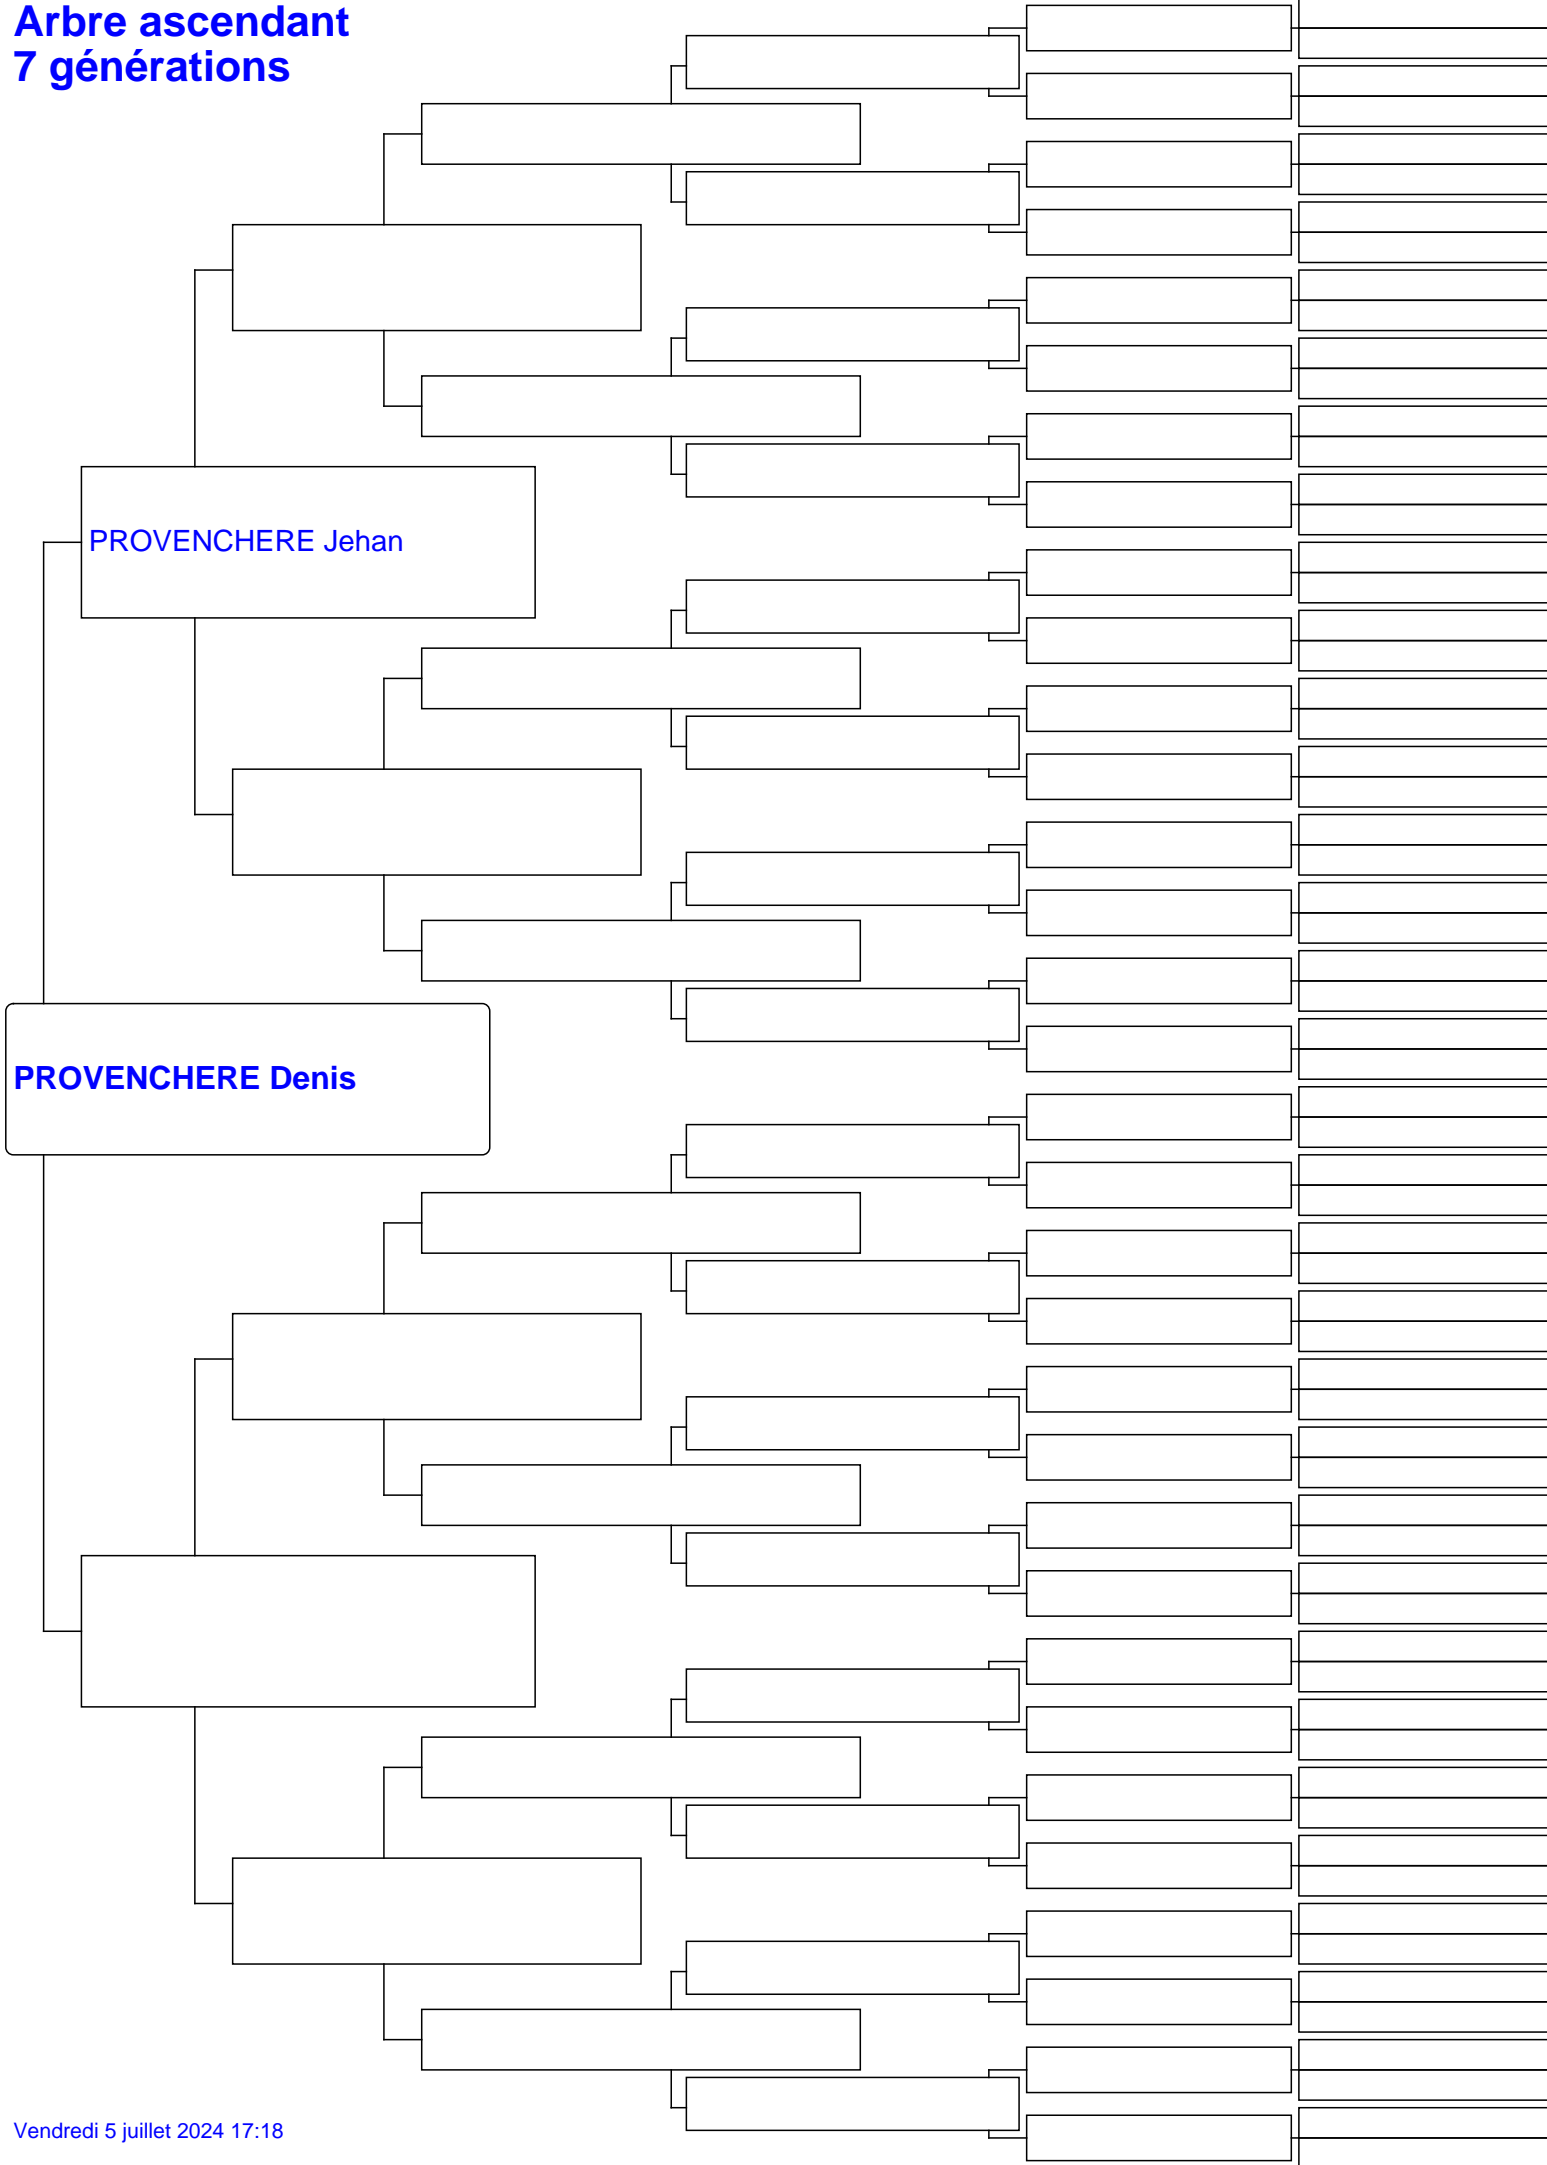 Arbre ascendant
7 générations
PROVENCHERE Jehan
PROVENCHERE Denis
Vendredi 5 juillet 2024 17:18